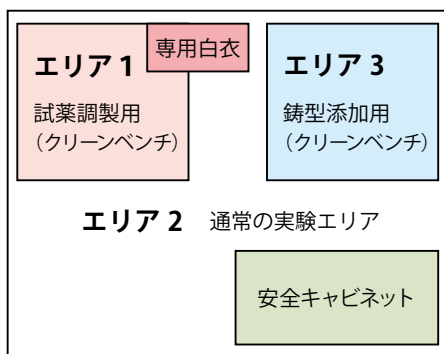 専用白衣
エリア 1
試薬調製用
(クリーンベンチ)
エリア 3
鋳型添加用
(クリーンベンチ)
エリア 2 通常の実験エリア
安全キャビネット